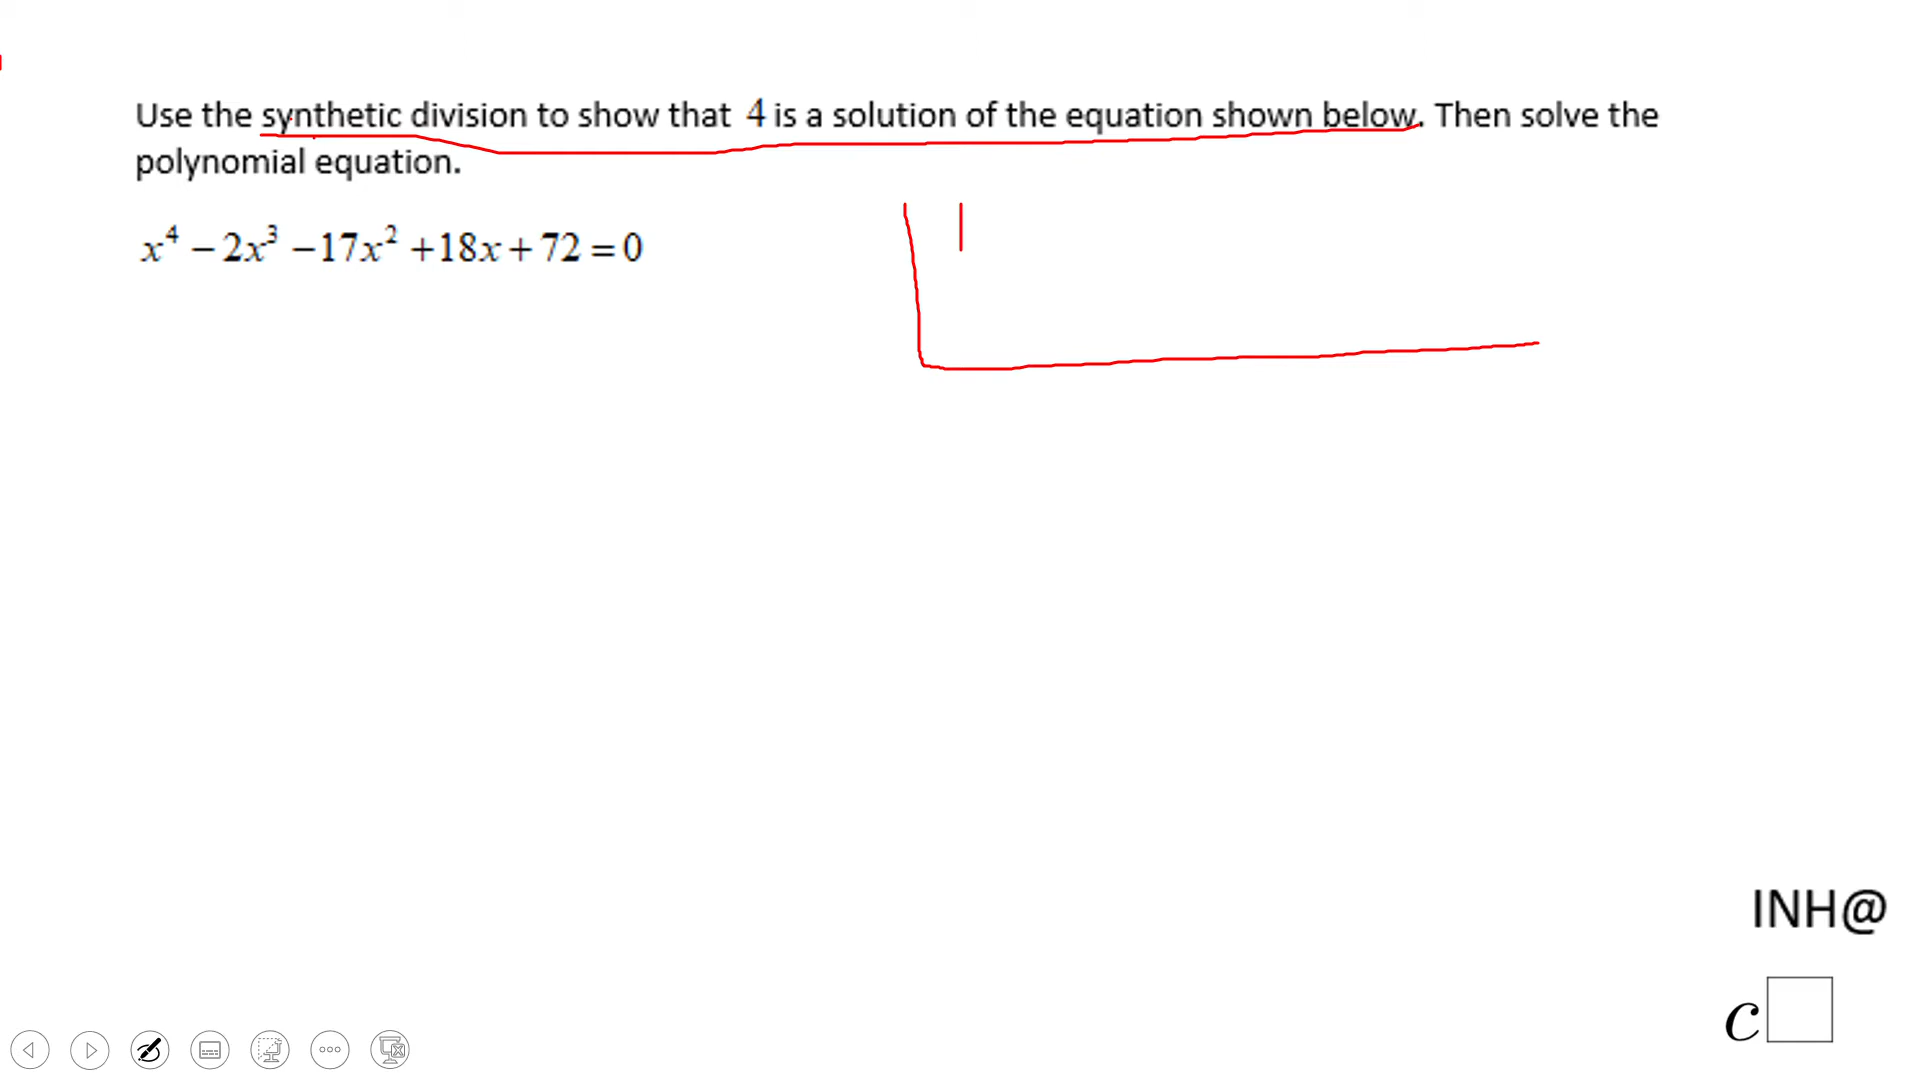 Use the synthetic division to show that 4 is a solution of the equation shown below. Then solve the
polynomial equation.
x⁴ − 2x³ − 17x² + 18x + 72 = 0
1
INH@
c